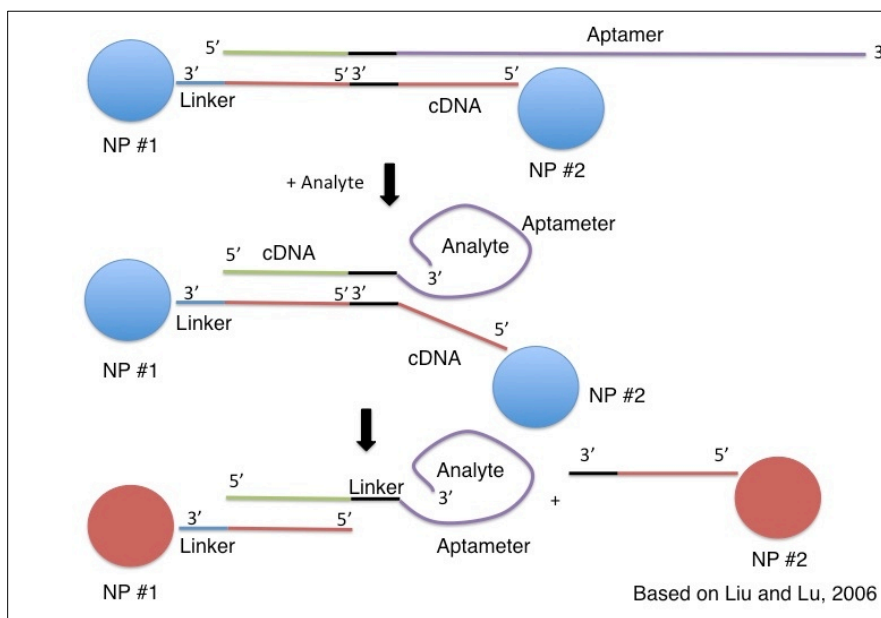 Aptamer
5′
3
3′
5′ 3′
5′
Linker
cDNA
NP #1
NP #2
+ Analyte
Aptameter
cDNA
Analyte
5′
3′
3′
5′ 3′
Linker
5′
cDNA
NP #1
NP #2
5′
Linker
Analyte
3′
3′
5′
3′
5′
+
Linker
Aptameter
NP #1
NP #2
Based on Liu and Lu, 2006